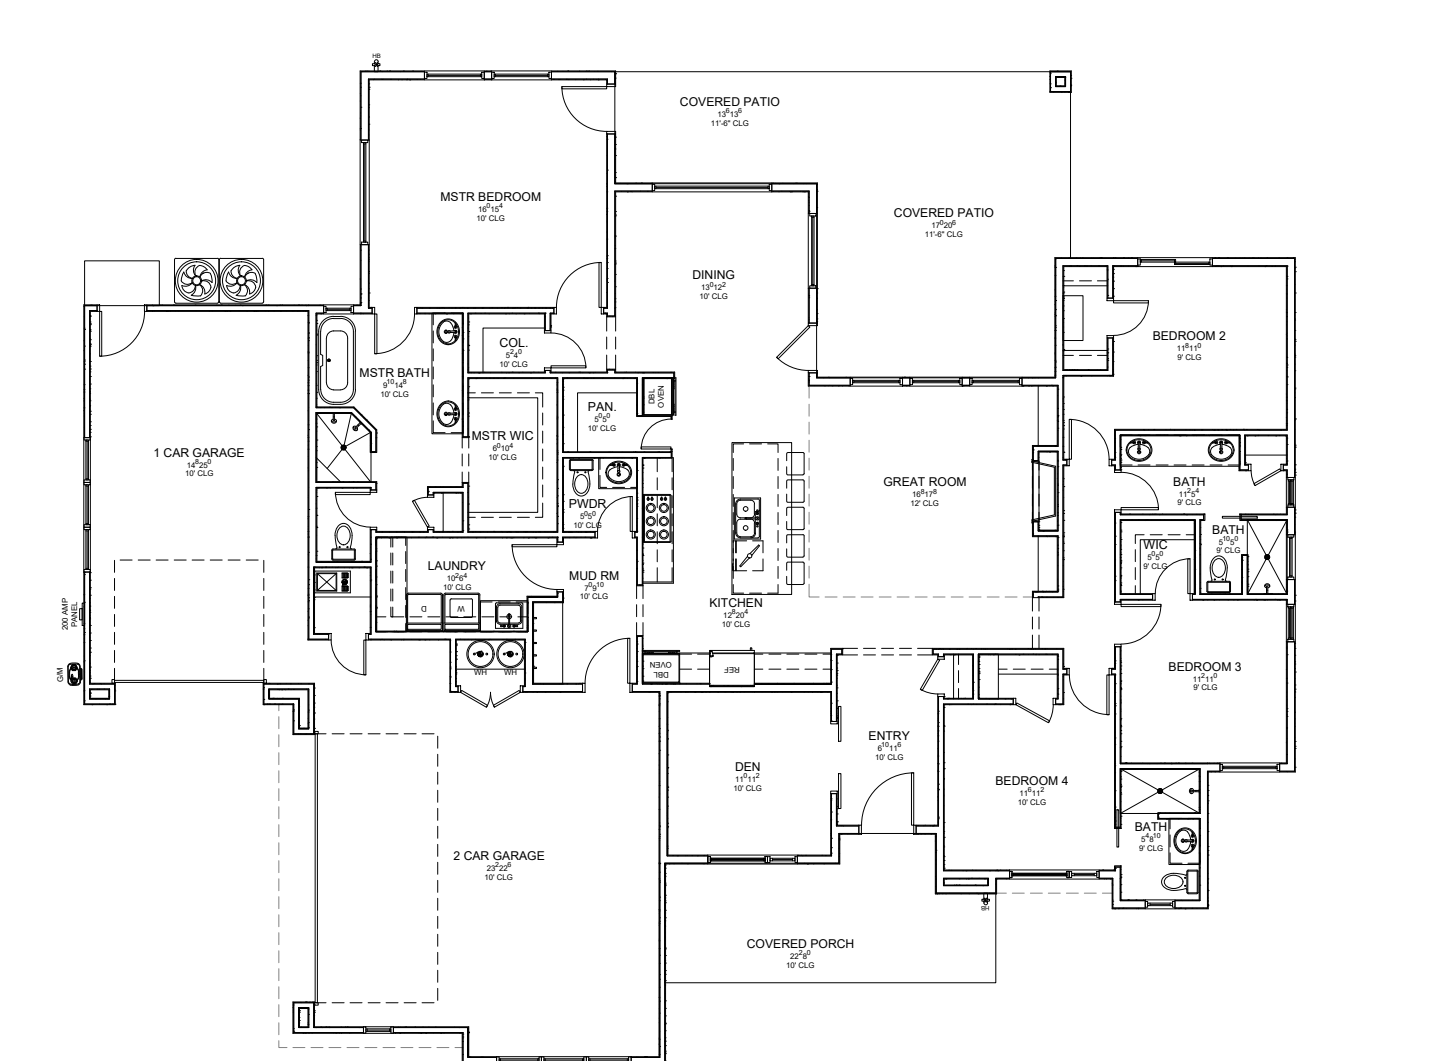 HB
COVERED PATIO
13⁶13⁶
11'-6" CLG
MSTR BEDROOM
16⁰15⁴
10' CLG
COVERED PATIO
17⁰20⁶
11'-6" CLG
DINING
13⁰12²
10' CLG
BEDROOM 2
11⁸11⁰
9' CLG
COL.
5²4⁰
10' CLG
MSTR BATH
9¹⁰14⁸
10' CLG
DBL
OVEN
PAN.
5⁰5⁰
10' CLG
MSTR WIC
6⁰10⁴
10' CLG
1 CAR GARAGE
14⁸25⁰
10' CLG
GREAT ROOM
16⁸17⁸
12' CLG
BATH
11²5⁴
9' CLG
PWDR
5⁰5⁰
10' CLG
BATH
5¹⁰5⁰
9' CLG
WIC
5⁰5⁰
9' CLG
LAUNDRY
10²6⁴
10' CLG
MUD RM
7⁰9¹⁰
10' CLG
D
W
KITCHEN
12⁸20⁴
10' CLG
200 AMP
PANEL
G/M
WH
WH
DBL
OVEN
REF
BEDROOM 3
11²11⁰
9' CLG
ENTRY
6¹⁰11⁶
10' CLG
DEN
11⁰11²
10' CLG
BEDROOM 4
11⁶11²
10' CLG
BATH
5⁴8¹⁰
9' CLG
2 CAR GARAGE
23²22⁶
10' CLG
HB
COVERED PORCH
22²8⁰
10' CLG